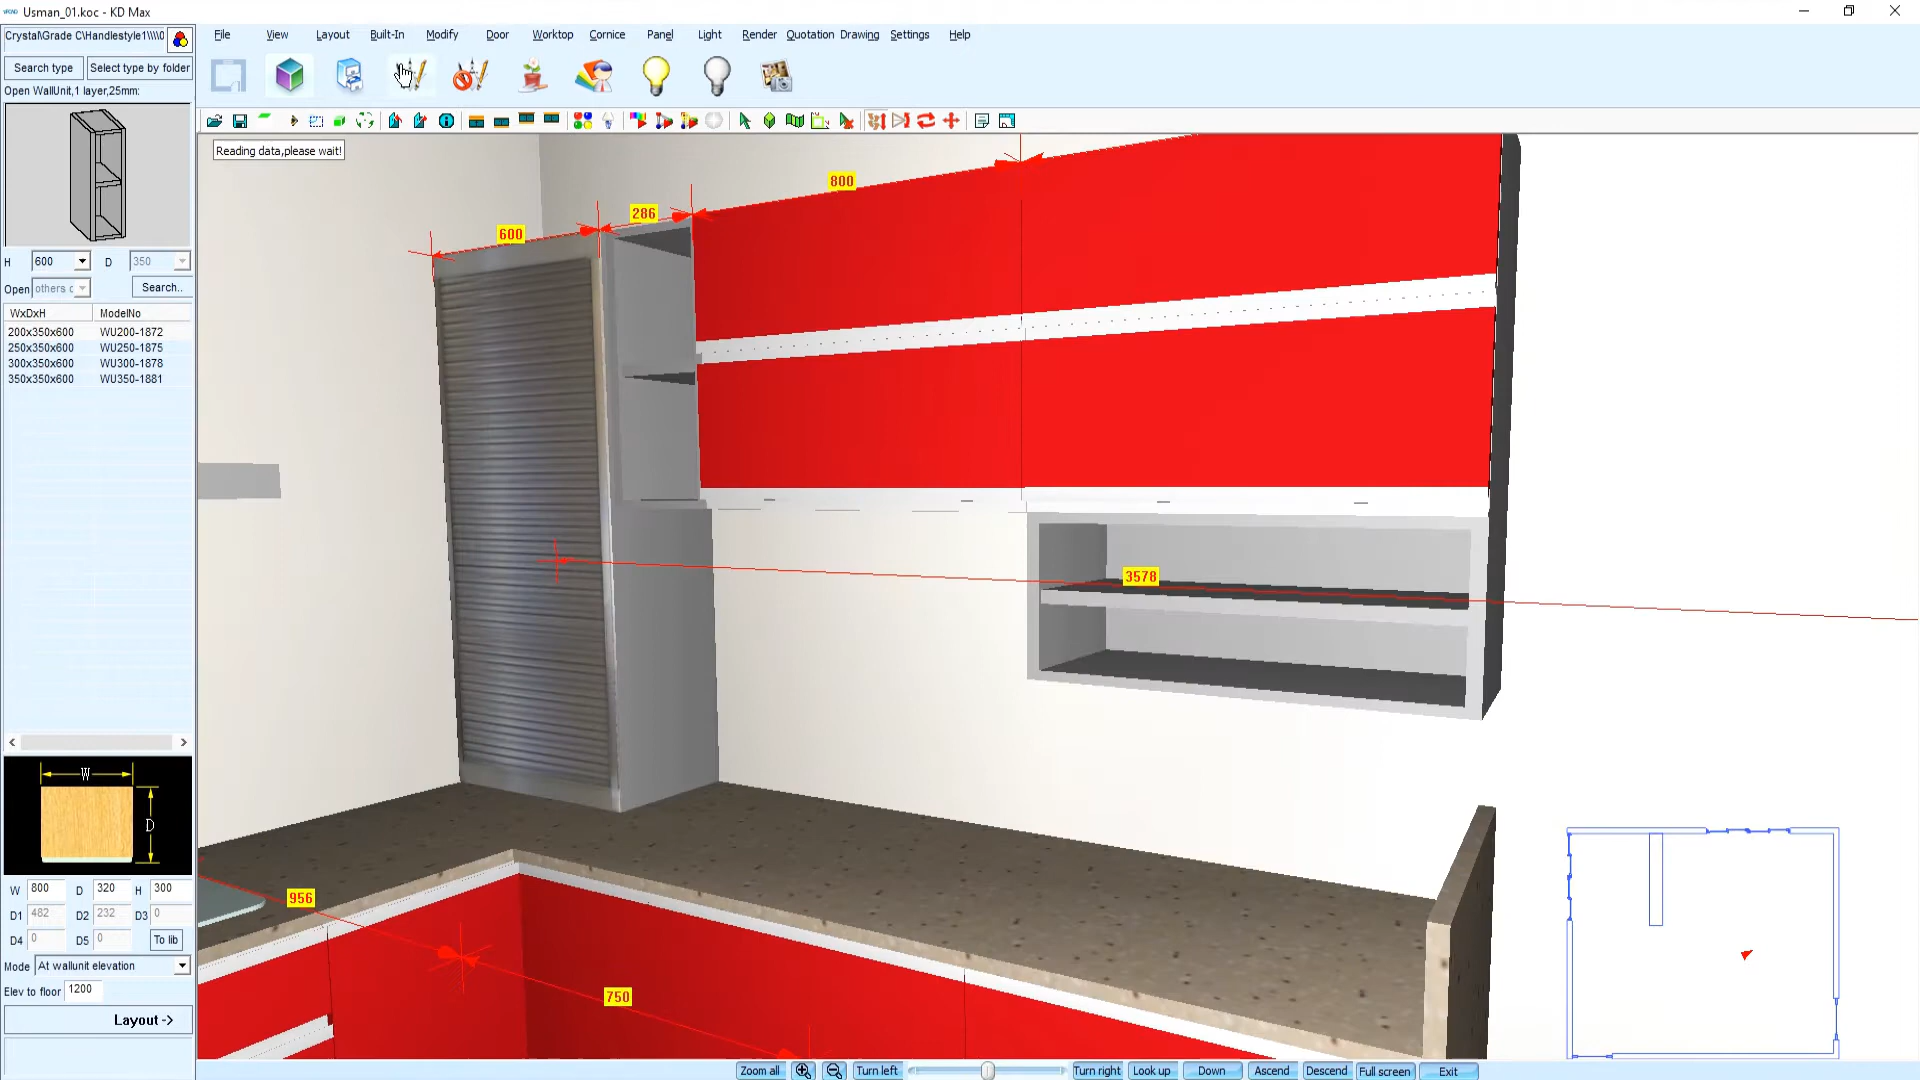 Usman_01.koc - KD Max
Crystal\Grade C\Handlestyle1\\\\0
File View Layout Built-In Modify Door Worktop Cornice Panel Light Render Quotation Drawing Settings Help
Search type Select type by folder
Open WallUnit,1 layer,25mm:
Reading data,please wait!
H 600 D 350
Open others c Search..
WxDxH ModelNo
200x350x600 WU200-1872
250x350x600 WU250-1875
300x350x600 WU300-1878
350x350x600 WU350-1881
800
286
600
3578
956
750
W
D
W 800 D 320 H 300
D1 482 D2 232 D3 0
D4 0 D5 0 To lib
Mode At wallunit elevation
Elev to floor 1200
Layout ->
Zoom all Turn left Turn right Look up Down Ascend Descend Full screen Exit